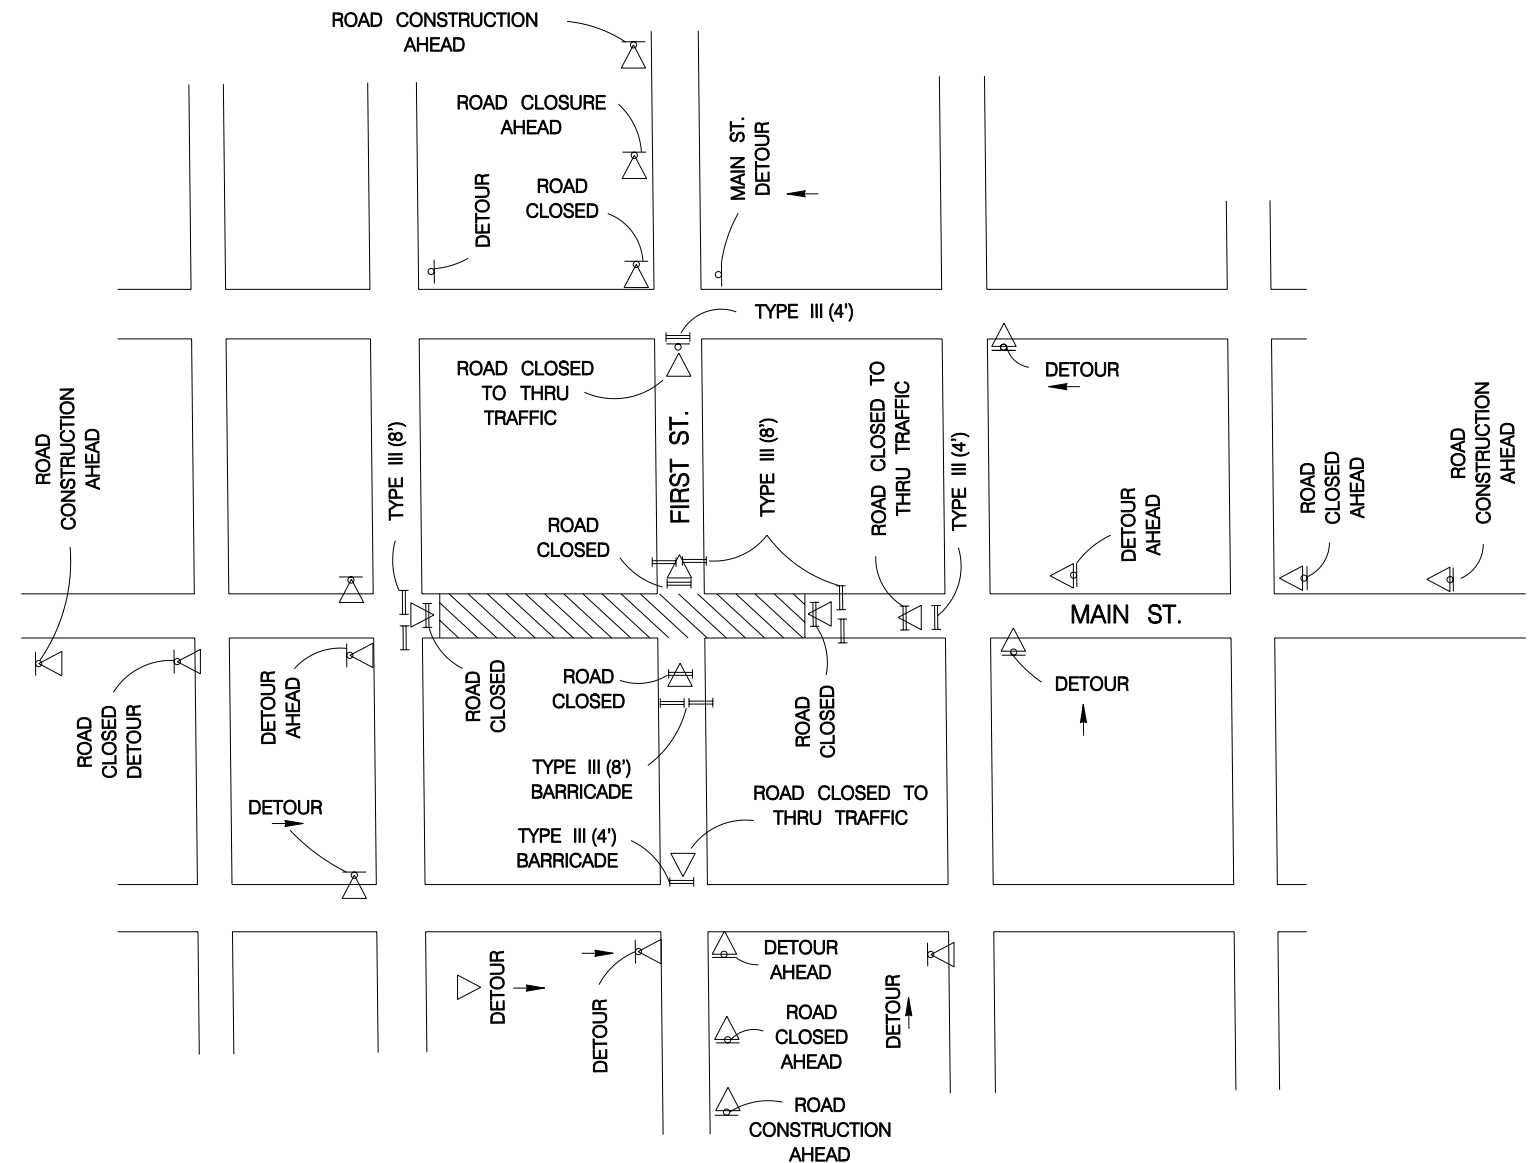 ROAD CONSTRUCTION
AHEAD
ROAD CLOSURE
AHEAD
MAIN ST.
DETOUR
DETOUR
ROAD
CLOSED
TYPE III (4')
ROAD CLOSED
TO THRU
TRAFFIC
DETOUR
ROAD
CONSTRUCTION
AHEAD
TYPE III (8')
FIRST ST.
TYPE III (8')
ROAD CLOSED TO
THRU TRAFFIC
TYPE III (4')
ROAD
CLOSED
AHEAD
ROAD
CONSTRUCTION
AHEAD
ROAD
CLOSED
DETOUR
AHEAD
MAIN ST.
ROAD
CLOSED
DETOUR
DETOUR
AHEAD
ROAD
CLOSED
ROAD
CLOSED
ROAD
CLOSED
DETOUR
TYPE III (8')
BARRICADE
ROAD CLOSED TO
THRU TRAFFIC
DETOUR
TYPE III (4')
BARRICADE
DETOUR
DETOUR
DETOUR
AHEAD
DETOUR
ROAD
CLOSED
AHEAD
ROAD
CONSTRUCTION
AHEAD